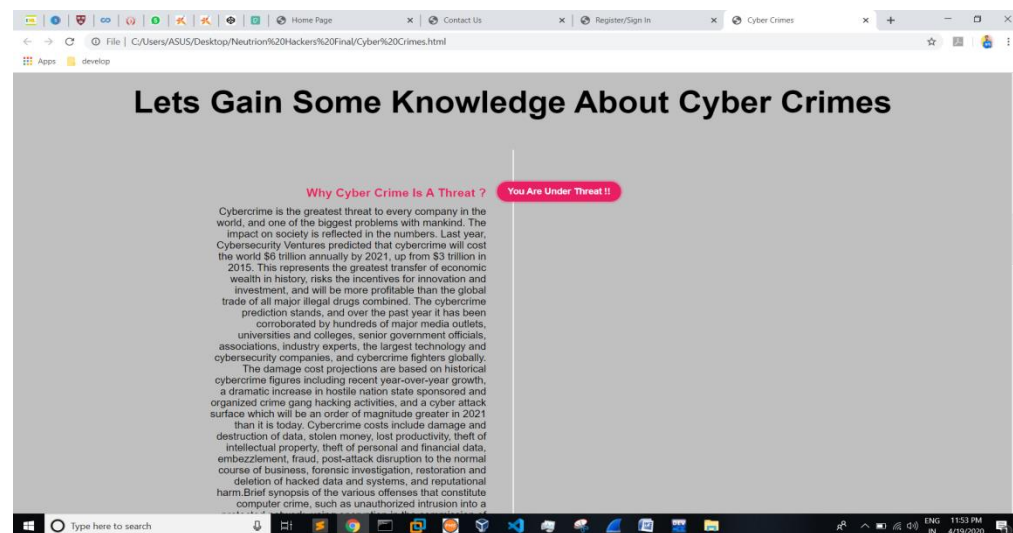 Home Page
Contact Us
Register/Sign In
Cyber Crimes
File | C:/Users/ASUS/Desktop/Neutrion%20Hackers%20Final/Cyber%20Crimes.html
Apps
develop
Lets Gain Some Knowledge About Cyber Crimes
Why Cyber Crime Is A Threat ?
You Are Under Threat !!
Cybercrime is the greatest threat to every company in the
world, and one of the biggest problems with mankind. The
impact on society is reflected in the numbers. Last year,
Cybersecurity Ventures predicted that cybercrime will cost
the world $6 trillion annually by 2021, up from $3 trillion in
2015. This represents the greatest transfer of economic
wealth in history, risks the incentives for innovation and
investment, and will be more profitable than the global
trade of all major illegal drugs combined. The cybercrime
prediction stands, and over the past year it has been
corroborated by hundreds of major media outlets,
universities and colleges, senior government officials,
associations, industry experts, the largest technology and
cybersecurity companies, and cybercrime fighters globally.
The damage cost projections are based on historical
cybercrime figures including recent year-over-year growth,
a dramatic increase in hostile nation state sponsored and
organized crime gang hacking activities, and a cyber attack
surface which will be an order of magnitude greater in 2021
than it is today. Cybercrime costs include damage and
destruction of data, stolen money, lost productivity, theft of
intellectual property, theft of personal and financial data,
embezzlement, fraud, post-attack disruption to the normal
course of business, forensic investigation, restoration and
deletion of hacked data and systems, and reputational
harm.Brief synopsis of the various offenses that constitute
computer crime, such as unauthorized intrusion into a
Type here to search
ENG
IN
11:53 PM
4/19/2020